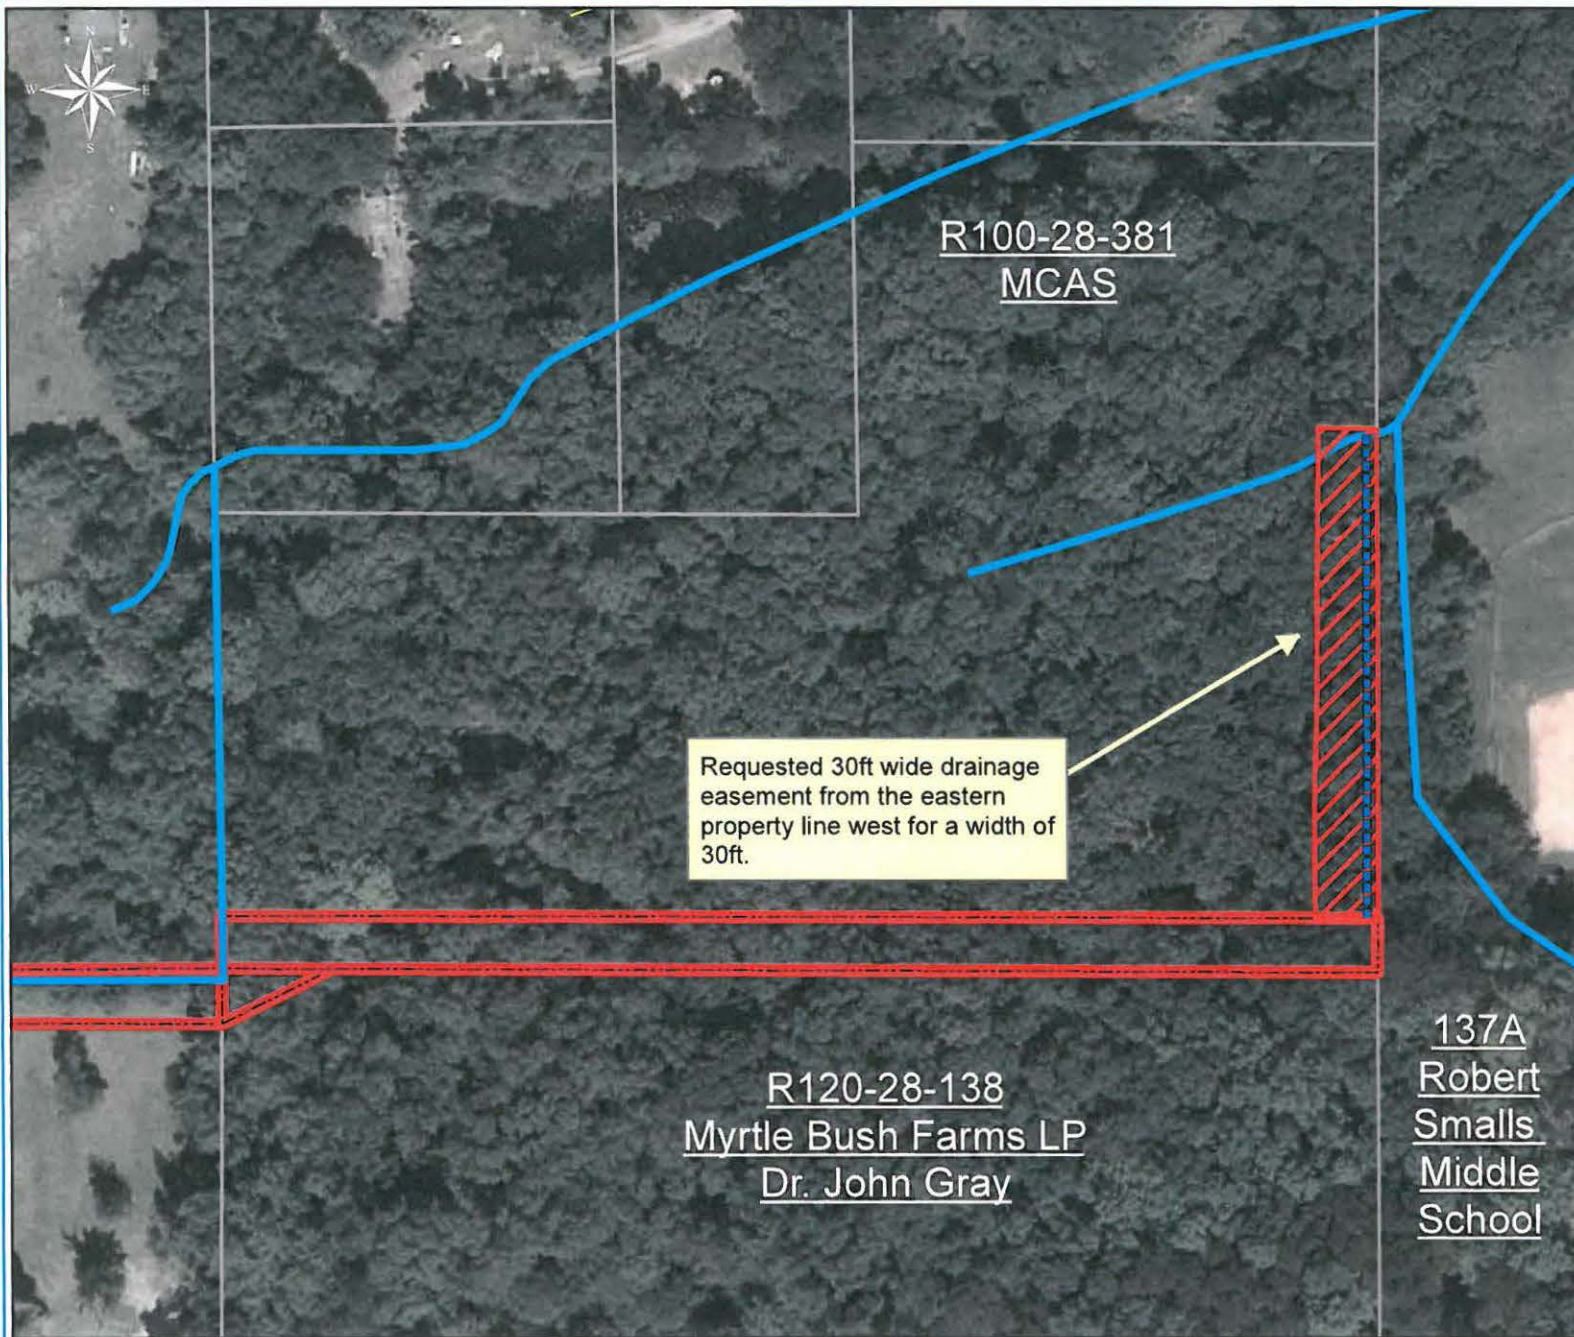 N
W E
S
R100-28-381
MCAS
Requested 30ft wide drainage
easement from the eastern
property line west for a width of
30ft.
R120-28-138
Myrtle Bush Farms LP
Dr. John Gray
137A
Robert
Smalls
Middle
School